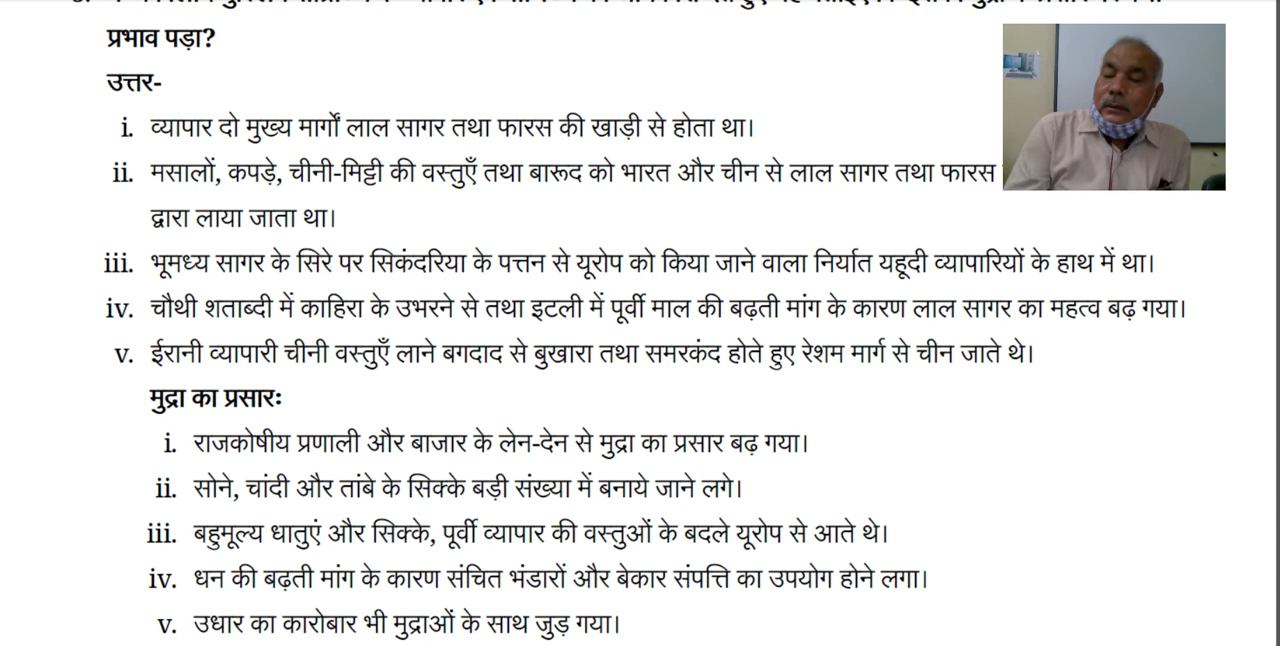 प्रभाव पड़ा?
उत्तर-
i. व्यापार दो मुख्य मार्गों लाल सागर तथा फारस की खाड़ी से होता था।
ii. मसालों, कपड़े, चीनी-मिट्टी की वस्तुएँ तथा बारूद को भारत और चीन से लाल सागर तथा फारस
द्वारा लाया जाता था।
iii. भूमध्य सागर के सिरे पर सिकंदरिया के पत्तन से यूरोप को किया जाने वाला निर्यात यहूदी व्यापारियों के हाथ में था।
iv. चौथी शताब्दी में काहिरा के उभरने से तथा इटली में पूर्वी माल की बढ़ती मांग के कारण लाल सागर का महत्व बढ़ गया।
v. ईरानी व्यापारी चीनी वस्तुएँ लाने बगदाद से बुखारा तथा समरकंद होते हुए रेशम मार्ग से चीन जाते थे।
मुद्रा का प्रसारः
i. राजकोषीय प्रणाली और बाजार के लेन-देन से मुद्रा का प्रसार बढ़ गया।
ii. सोने, चांदी और तांबे के सिक्के बड़ी संख्या में बनाये जाने लगे।
iii. बहुमूल्य धातुएं और सिक्के, पूर्वी व्यापार की वस्तुओं के बदले यूरोप से आते थे।
iv. धन की बढ़ती मांग के कारण संचित भंडारों और बेकार संपत्ति का उपयोग होने लगा।
v. उधार का कारोबार भी मुद्राओं के साथ जुड़ गया।